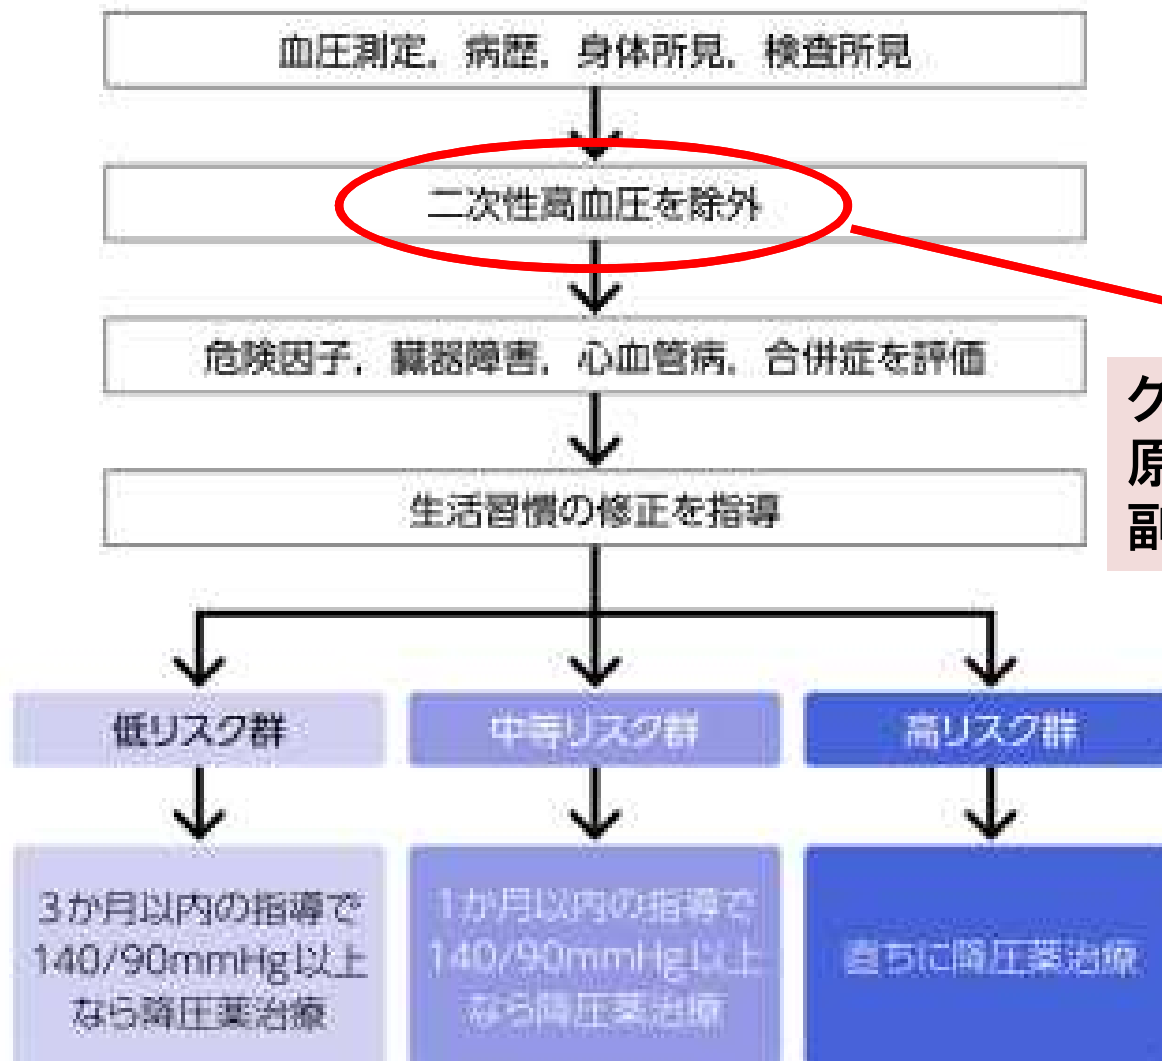 血圧測定，病歴，身体所見，検査所見
二次性高血圧を除外
危険因子，臓器障害，心血管病，合併症を評価
生活習慣の修正を指導
ク
原
副
低リスク群
中等リスク群
高リスク群
3か月以内の指導で
140/90mmHg以上
なら降圧薬治療
1か月以内の指導で
140/90mmHg以上
なら降圧薬治療
直ちに降圧薬治療